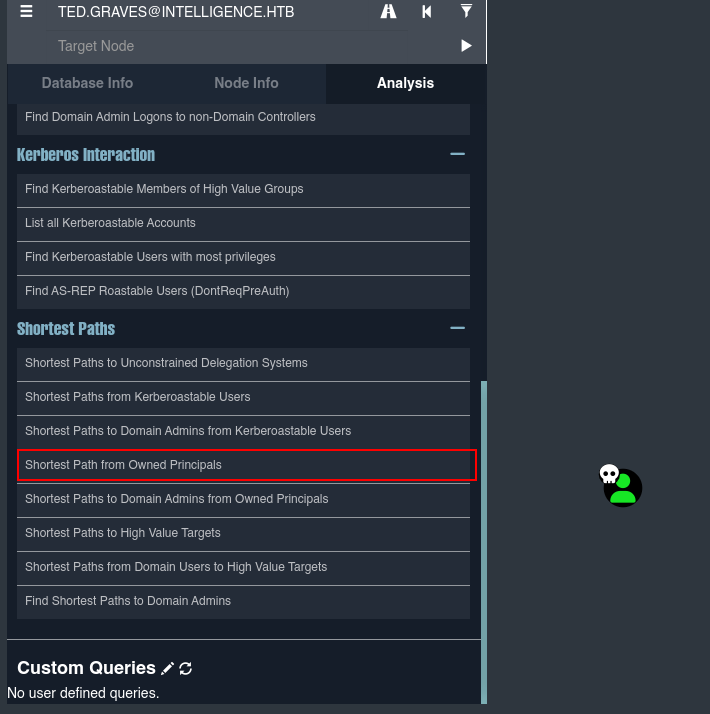 TED.GRAVES@INTELLIGENCE.HTB
Target Node
Database Info Node Info Analysis
Find Domain Admin Logons to non-Domain Controllers
Kerberos Interaction
Find Kerberoastable Members of High Value Groups
List all Kerberoastable Accounts
Find Kerberoastable Users with most privileges
Find AS-REP Roastable Users (DontReqPreAuth)
Shortest Paths
Shortest Paths to Unconstrained Delegation Systems
Shortest Paths from Kerberoastable Users
Shortest Paths to Domain Admins from Kerberoastable Users
Shortest Path from Owned Principals
Shortest Paths to Domain Admins from Owned Principals
Shortest Paths to High Value Targets
Shortest Paths from Domain Users to High Value Targets
Find Shortest Paths to Domain Admins
Custom Queries
No user defined queries.